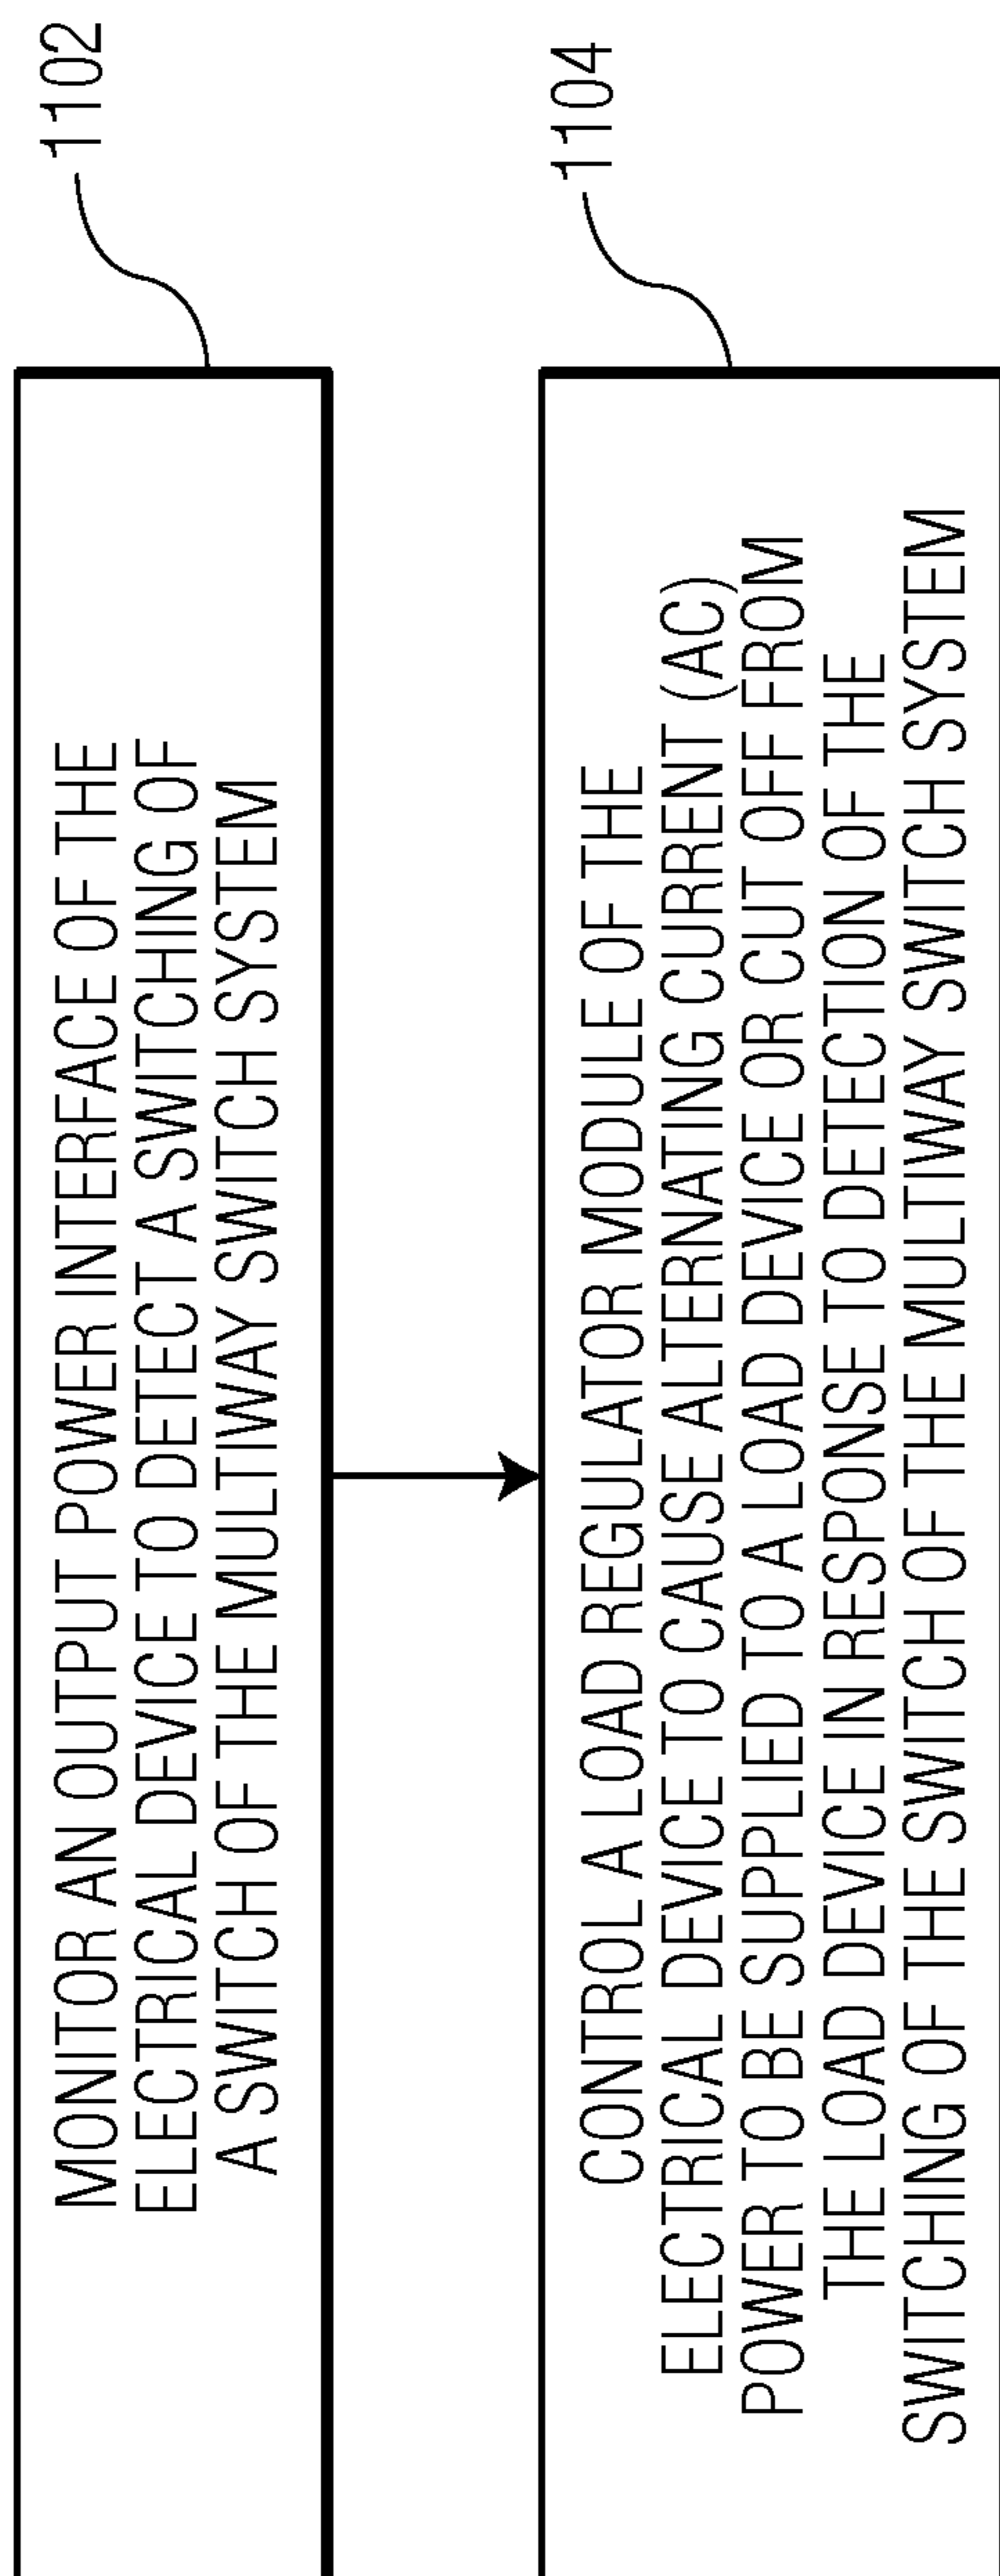 1102
MONITOR AN OUTPUT POWER INTERFACE OF THE
ELECTRICAL DEVICE TO DETECT A SWITCHING OF
A SWITCH OF THE MULTIWAY SWITCH SYSTEM
1104
CONTROL A LOAD REGULATOR MODULE OF THE
ELECTRICAL DEVICE TO CAUSE ALTERNATING CURRENT (AC)
POWER TO BE SUPPLIED TO A LOAD DEVICE OR CUT OFF FROM
THE LOAD DEVICE IN RESPONSE TO DETECTION OF THE
SWITCHING OF THE SWITCH OF THE MULTIWAY SWITCH SYSTEM